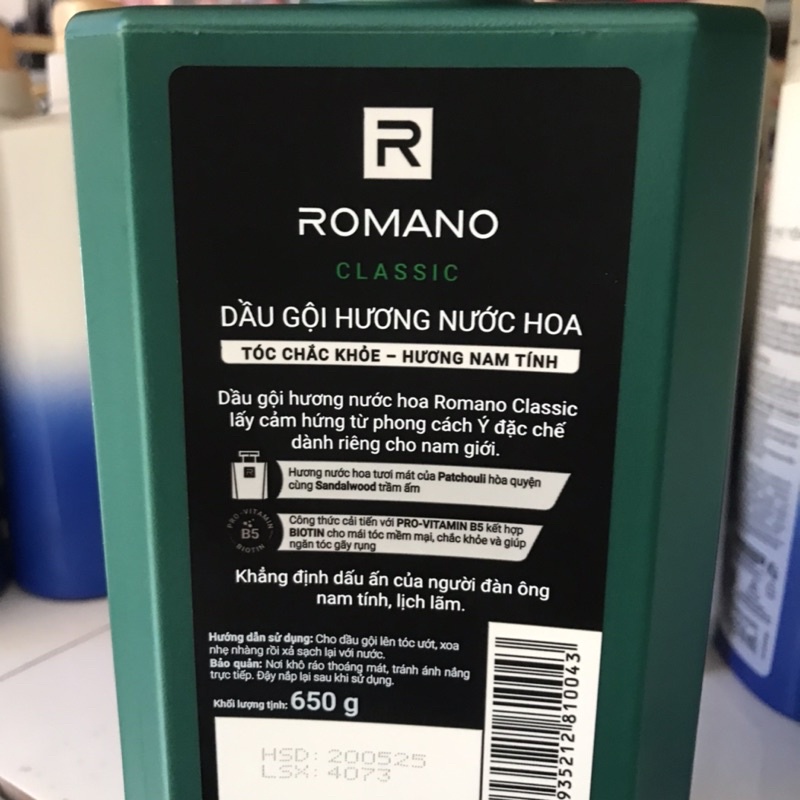 R
ROMANO
CLASSIC
DẦU GỘI HƯƠNG NƯỚC HOA
TÓC CHẮC KHỎE – HƯƠNG NAM TÍNH
Dầu gội hương nước hoa Romano Classic
lấy cảm hứng từ phong cách Ý đặc chế
dành riêng cho nam giới.
R
Hương nước hoa tươi mát của Patchouli hòa quyện
cùng Sandalwood trầm ấm
PRO-VITAMIN
B5
BIOTIN
Công thức cải tiến với PRO-VITAMIN B5 kết hợp
BIOTIN cho mái tóc mềm mại, chắc khỏe và giúp
ngăn tóc gãy rụng
Khẳng định dấu ấn của người đàn ông
nam tính, lịch lãm.
Hướng dẫn sử dụng: Cho dầu gội lên tóc ướt, xoa
nhẹ nhàng rồi xả sạch lại với nước.
Bảo quản: Nơi khô ráo thoáng mát, tránh ánh nắng
trực tiếp. Đậy nắp lại sau khi sử dụng.
Khối lượng tịnh: 650 g
HSD: 200525
LSX: 4073
935212810043